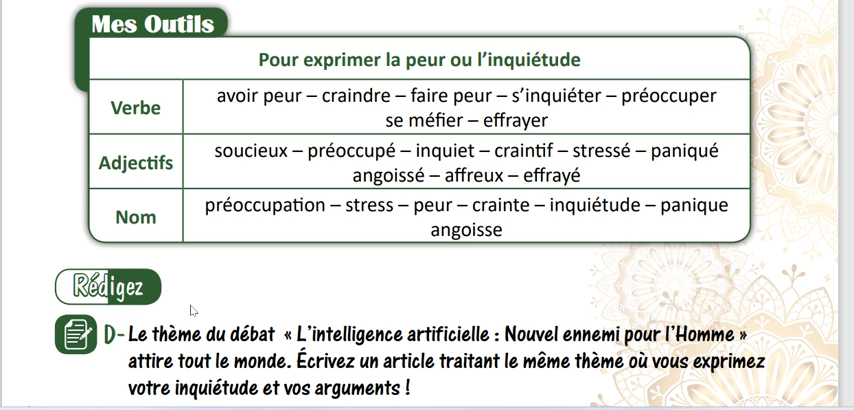 Mes Outils
Pour exprimer la peur ou l’inquiétude
Verbe
avoir peur – craindre – faire peur – s’inquiéter – préoccuper
se méfier – effrayer
Adjectifs
soucieux – préoccupé – inquiet – craintif – stressé – paniqué
angoissé – affreux – effrayé
Nom
préoccupation – stress – peur – crainte – inquiétude – panique
angoisse
Rédigez
D- Le thème du débat « L’intelligence artificielle : Nouvel ennemi pour l’Homme »
attire tout le monde. Écrivez un article traitant le même thème où vous exprimez
votre inquiétude et vos arguments !